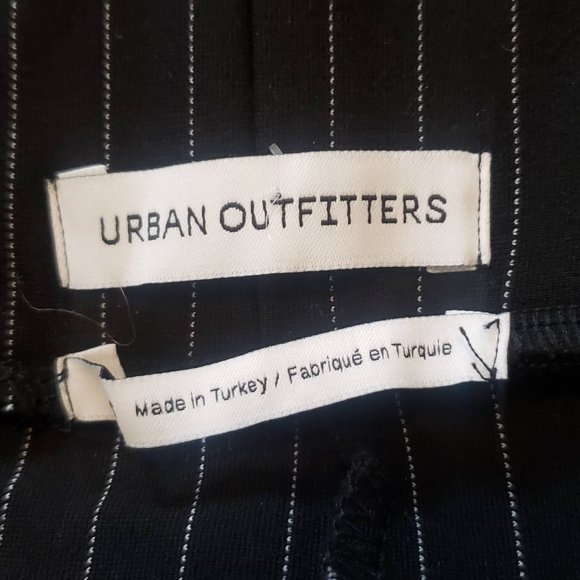 URBAN OUTFITTERS
Made in Turkey / Fabriqué en Turquie